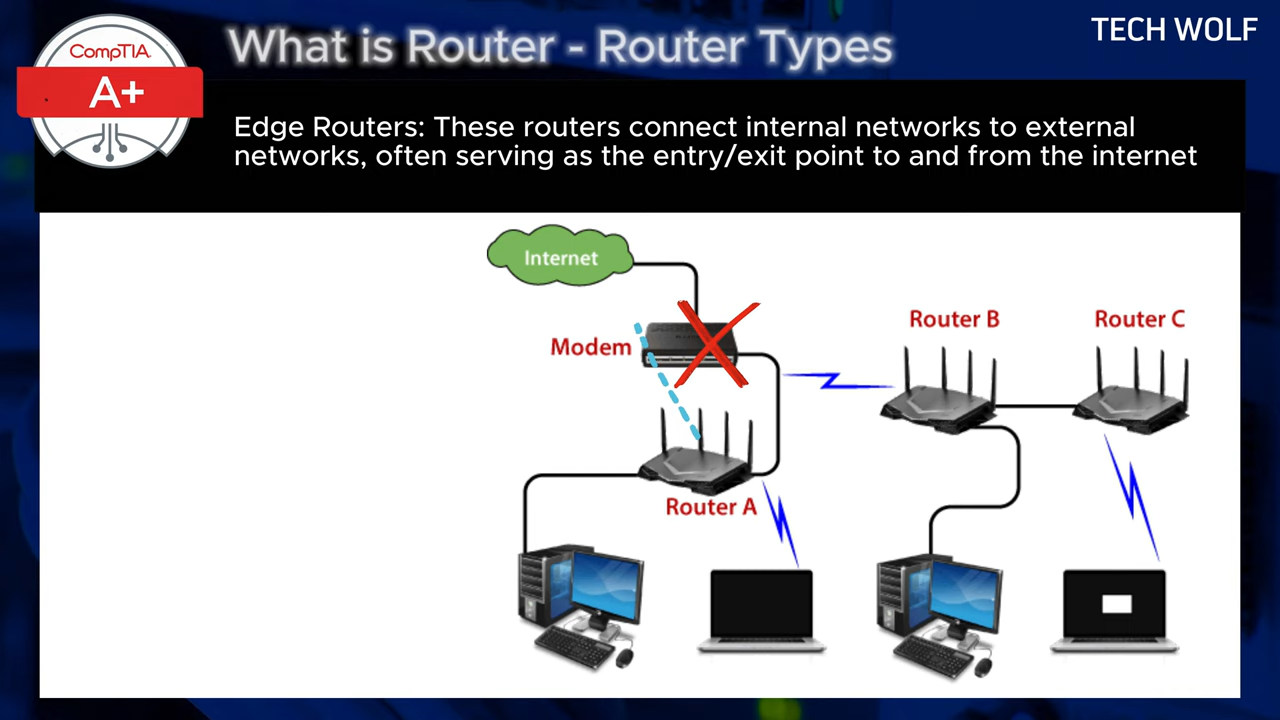 CompTIA.
A+
What is Router - Router Types
TECH WOLF
Edge Routers: These routers connect internal networks to external
networks, often serving as the entry/exit point to and from the internet
Internet
Modem
Router B
Router C
Router A